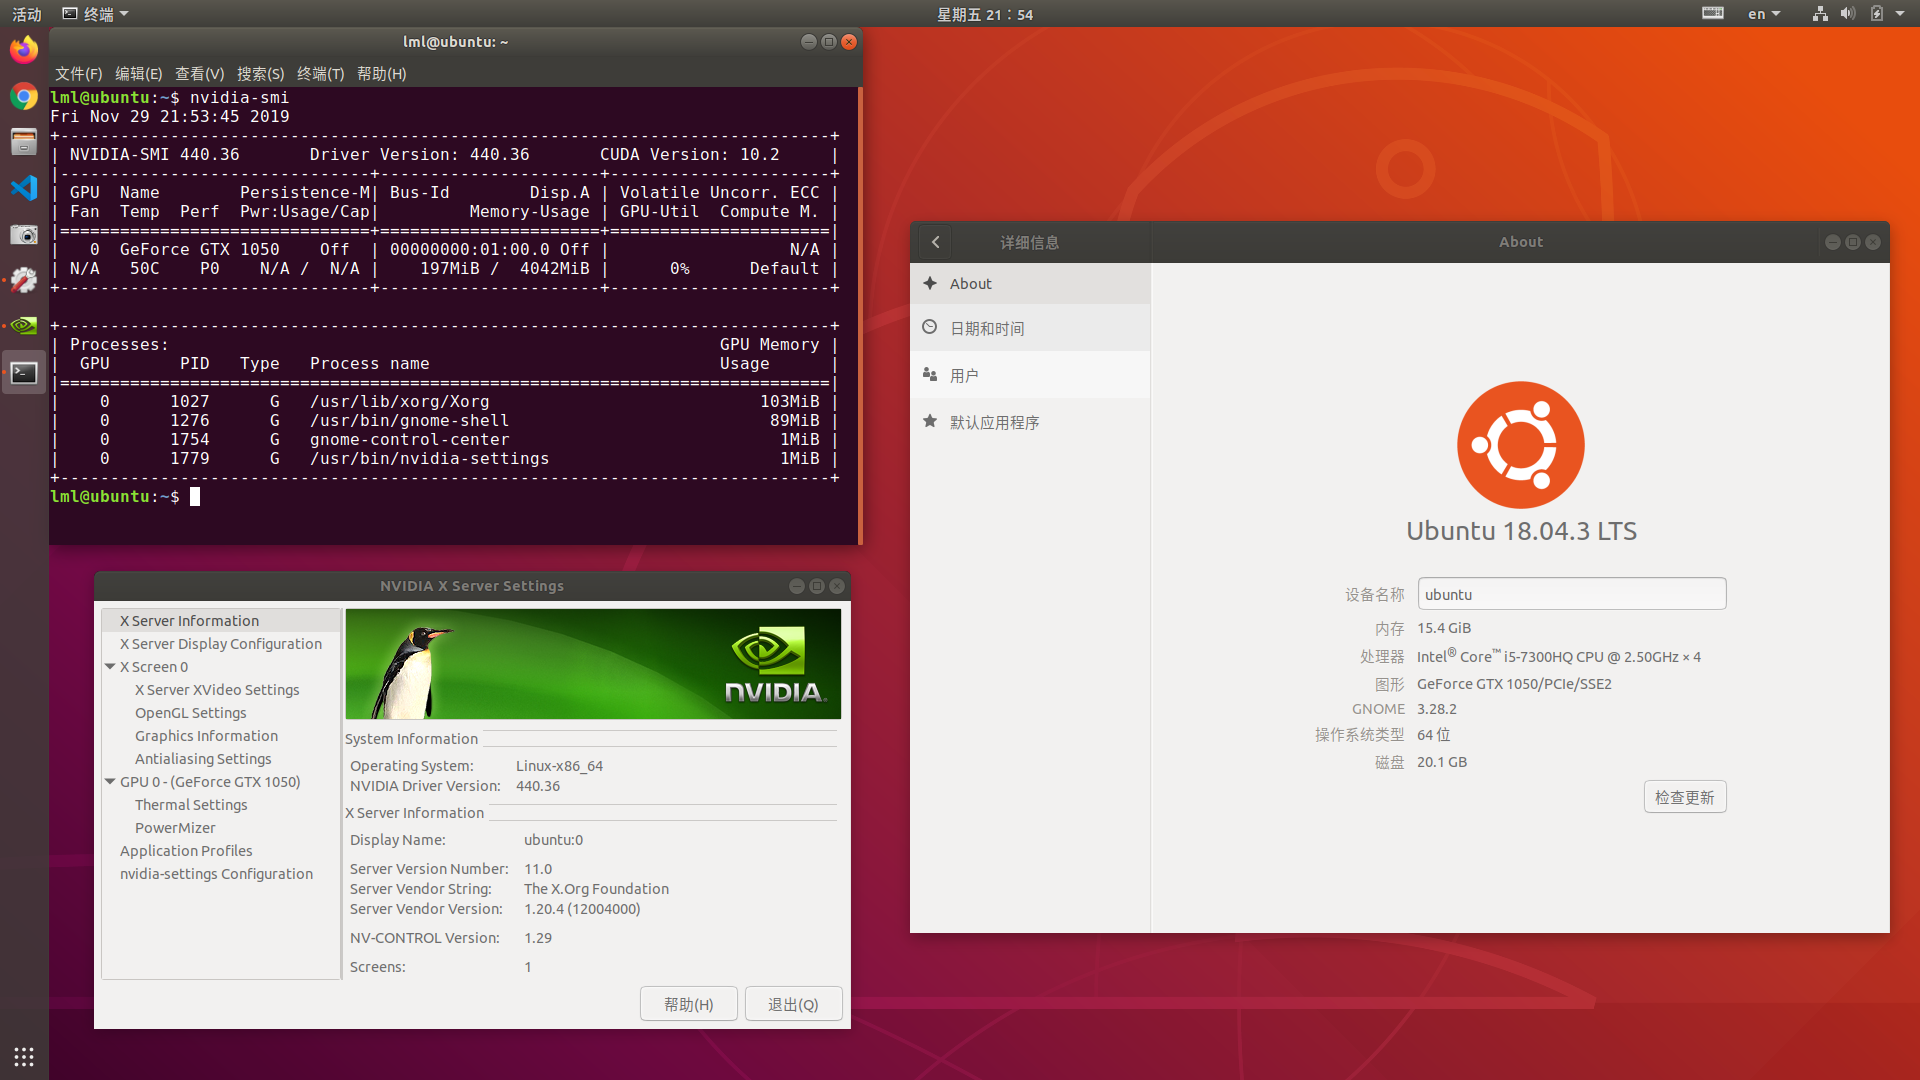 活动 终端 星期五 21：54 en
lml@ubuntu: ~
文件(F) 编辑(E) 查看(V) 搜索(S) 终端(T) 帮助(H)
lml@ubuntu:~$ nvidia-smi
Fri Nov 29 21:53:45 2019
+-----------------------------------------------------------------------------+
| NVIDIA-SMI 440.36       Driver Version: 440.36       CUDA Version: 10.2     |
|-------------------------------+----------------------+----------------------+
| GPU  Name        Persistence-M| Bus-Id        Disp.A | Volatile Uncorr. ECC |
| Fan  Temp  Perf  Pwr:Usage/Cap|         Memory-Usage | GPU-Util  Compute M. |
|===============================+======================+======================|
|   0  GeForce GTX 1050    Off  | 00000000:01:00.0 Off |                  N/A |
| N/A   50C    P0    N/A /  N/A |    197MiB /  4042MiB |      0%      Default |
+-------------------------------+----------------------+----------------------+
+-----------------------------------------------------------------------------+
| Processes:                                                       GPU Memory |
|  GPU       PID   Type   Process name                             Usage      |
|=============================================================================|
|    0      1027      G   /usr/lib/xorg/Xorg                           103MiB |
|    0      1276      G   /usr/bin/gnome-shell                          89MiB |
|    0      1754      G   gnome-control-center                           1MiB |
|    0      1779      G   /usr/bin/nvidia-settings                       1MiB |
+-----------------------------------------------------------------------------+
lml@ubuntu:~$
NVIDIA X Server Settings
X Server Information
X Server Display Configuration
X Screen 0
X Server XVideo Settings
OpenGL Settings
Graphics Information
Antialiasing Settings
GPU 0 - (GeForce GTX 1050)
Thermal Settings
PowerMizer
Application Profiles
nvidia-settings Configuration
NVIDIA.
System Information
Operating System: Linux-x86_64
NVIDIA Driver Version: 440.36
X Server Information
Display Name: ubuntu:0
Server Version Number: 11.0
Server Vendor String: The X.Org Foundation
Server Vendor Version: 1.20.4 (12004000)
NV-CONTROL Version: 1.29
Screens: 1
帮助(H) 退出(Q)
详细信息 About
About
日期和时间
用户
默认应用程序
Ubuntu 18.04.3 LTS
设备名称 ubuntu
内存 15.4 GiB
处理器 Intel® Core™ i5-7300HQ CPU @ 2.50GHz × 4
图形 GeForce GTX 1050/PCIe/SSE2
GNOME 3.28.2
操作系统类型 64 位
磁盘 20.1 GB
检查更新